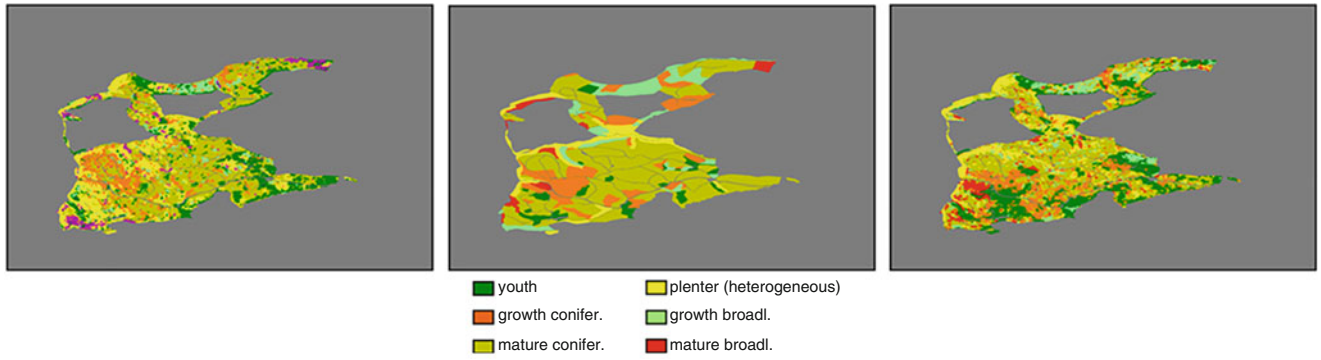 youth
plenter (heterogeneous)
growth conifer.
growth broadl.
mature conifer.
mature broadl.